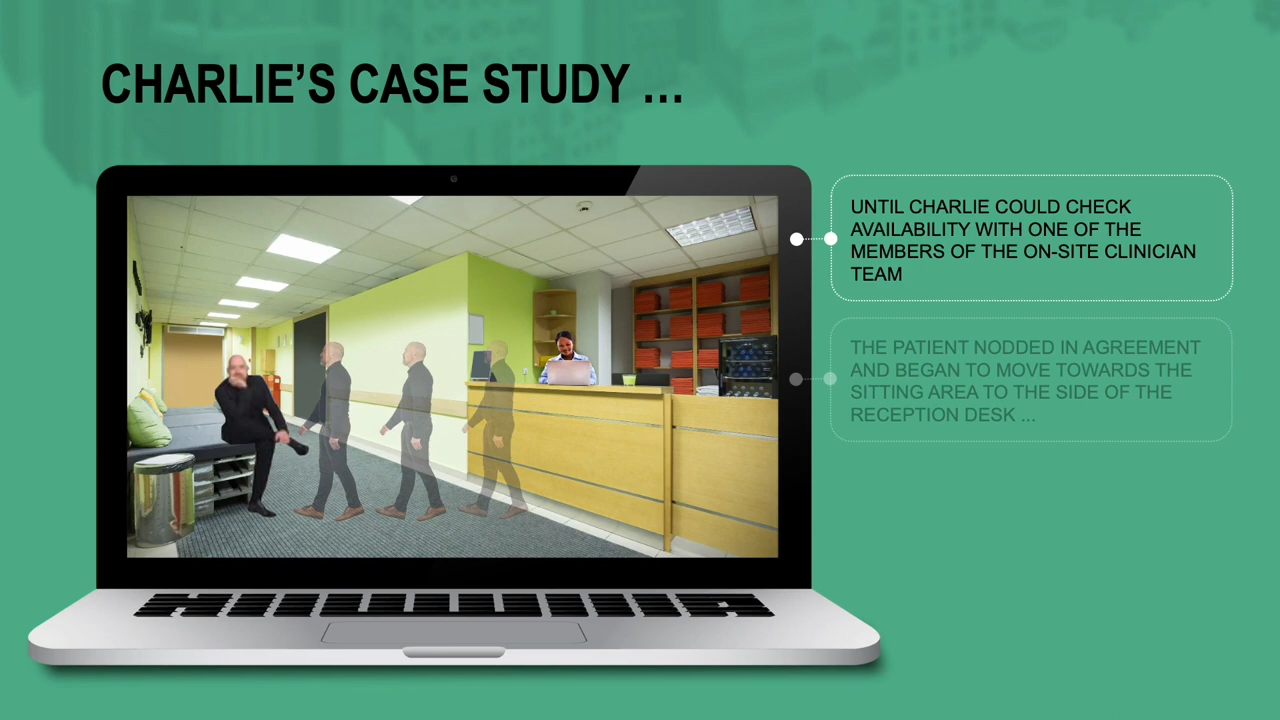 CHARLIE’S CASE STUDY ...
UNTIL CHARLIE COULD CHECK
AVAILABILITY WITH ONE OF THE
MEMBERS OF THE ON-SITE CLINICIAN
TEAM
THE PATIENT NODDED IN AGREEMENT
AND BEGAN TO MOVE TOWARDS THE
SITTING AREA TO THE SIDE OF THE
RECEPTION DESK ...